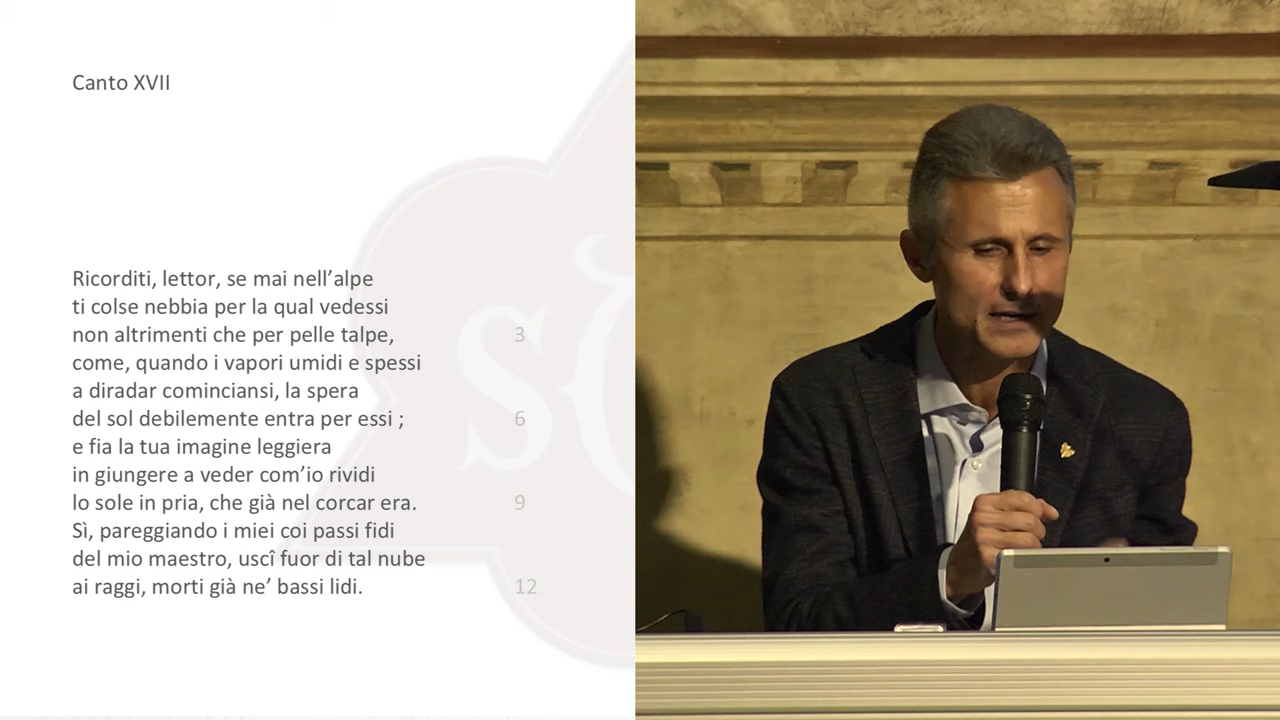 Canto XVII
Ricorditi, lettor, se mai nell’alpe
ti colse nebbia per la qual vedessi
non altrimenti che per pelle talpe, 3
come, quando i vapori umidi e spessi
a diradar cominciansi, la spera
del sol debilemente entra per essi ; 6
e fia la tua imagine leggiera
in giungere a veder com’io rividi
lo sole in pria, che già nel corcar era. 9
Sì, pareggiando i miei coi passi fidi
del mio maestro, uscî fuor di tal nube
ai raggi, morti già ne’ bassi lidi. 12